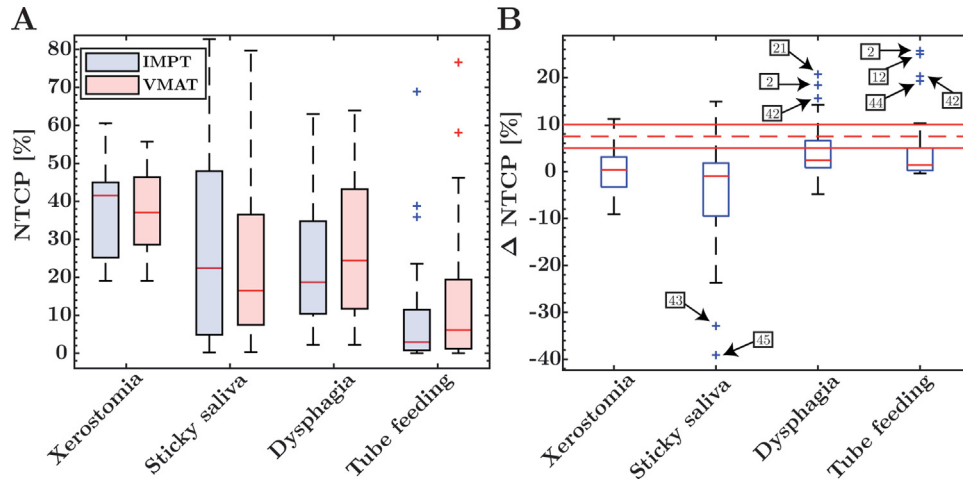 A
B
NTCP [%]
80
70
60
50
40
30
20
10
0
IMPT
VMAT
Xerostomia
Sticky saliva
Dysphagia
Tube feeding
Δ NTCP [%]
20
10
0
-10
-20
-30
-40
21
2
42
2
12
44
42
43
45
Xerostomia
Sticky saliva
Dysphagia
Tube feeding